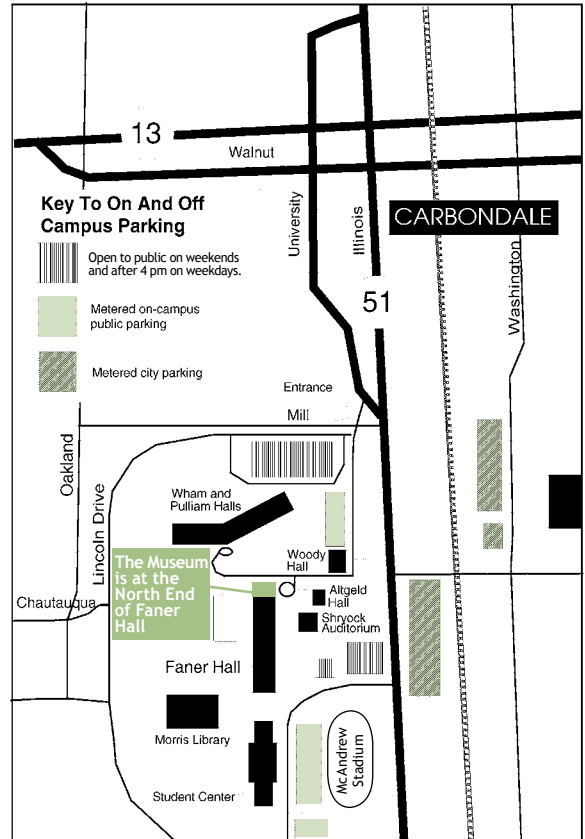 13
Walnut
Key To On And Off
Campus Parking
Open to public on weekends
and after 4 pm on weekdays.
Metered on-campus
public parking
Metered city parking
University
Illinois
CARBONDALE
Washington
51
Entrance
Mill
Oakland
Lincoln Drive
Wham and
Pulliam Halls
Woody
Hall
The Museum
is at the
North End
of Faner
Hall
Altgeld
Hall
Shryock
Auditorium
Chautauqua
Faner Hall
Morris Library
McAndrew
Stadium
Student Center